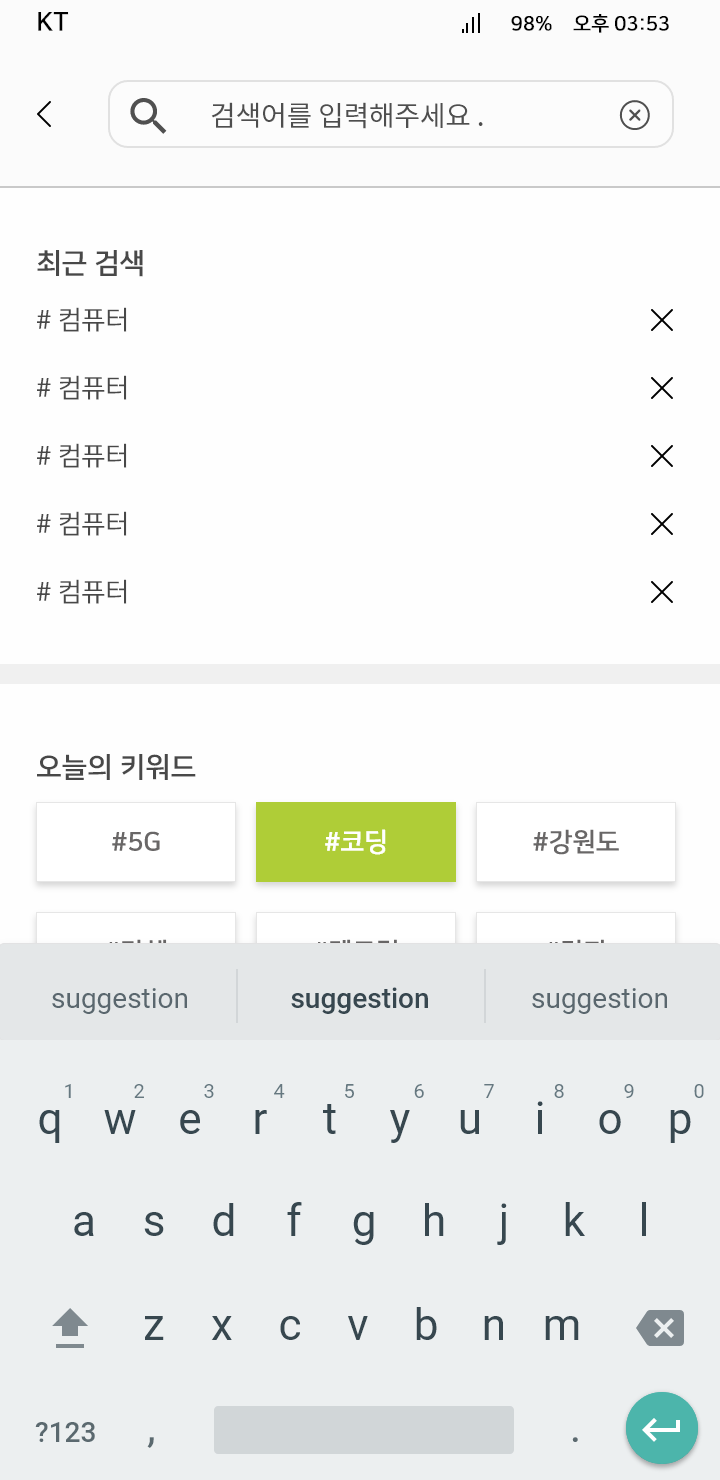 KT 98% 오후 03:53
검색어를 입력해주세요 .
최근 검색
# 컴퓨터
# 컴퓨터
# 컴퓨터
# 컴퓨터
# 컴퓨터
오늘의 키워드
#5G #코딩 #강원도
suggestion suggestion suggestion
1 2 3 4 5 6 7 8 9 0
q w e r t y u i o p
a s d f g h j k l
z x c v b n m
?123 , .